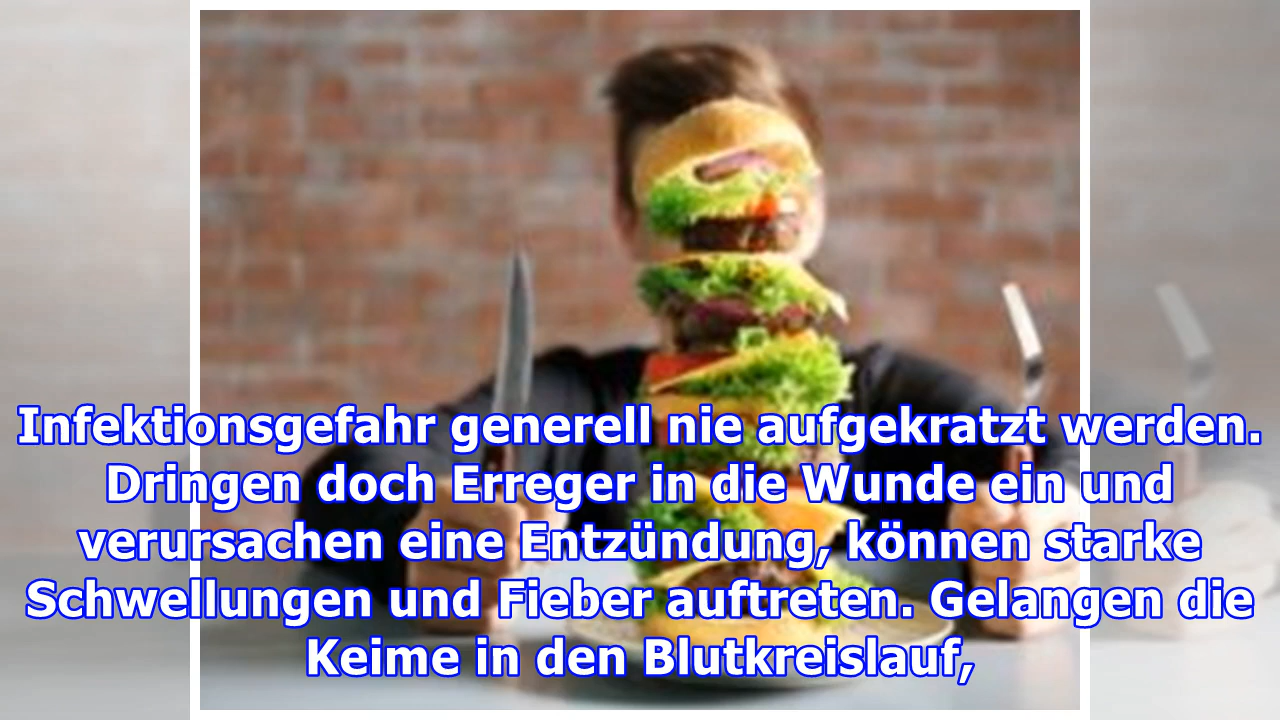 Infektionsgefahr generell nie aufgekratzt werden.
Dringen doch Erreger in die Wunde ein und
verursachen eine Entzündung, können starke
Schwellungen und Fieber auftreten. Gelangen die
Keime in den Blutkreislauf,